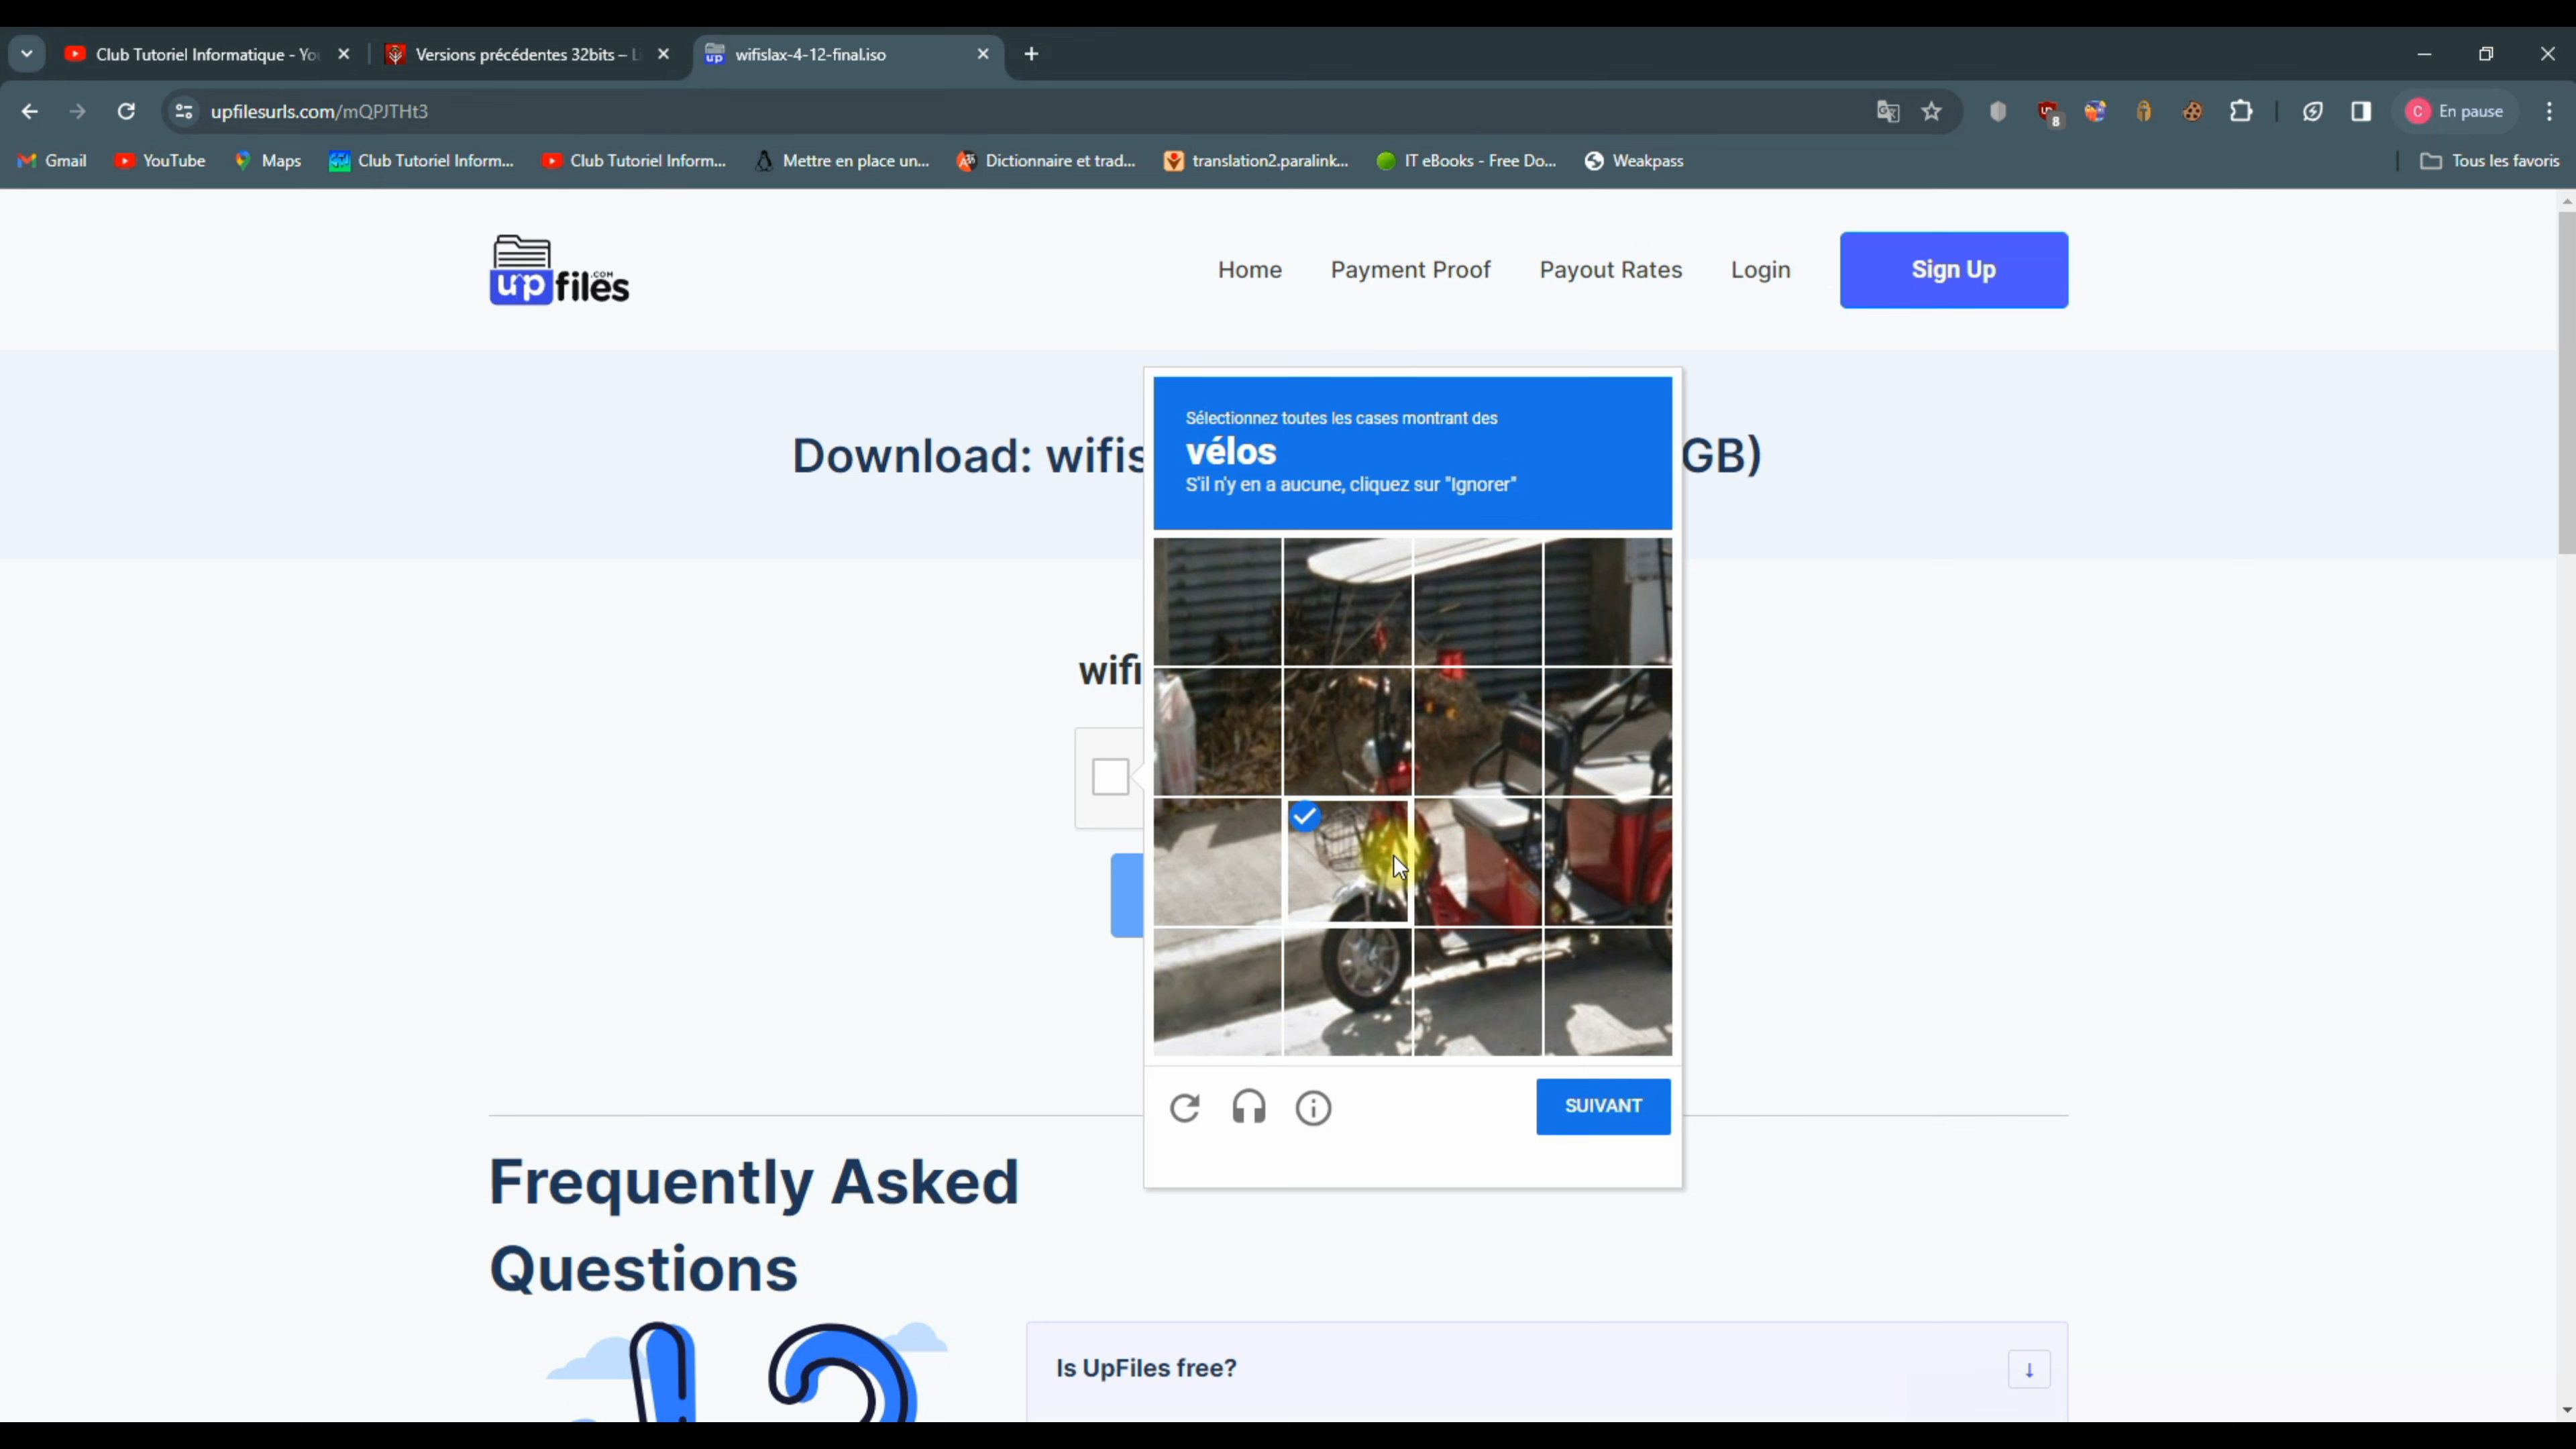 Club Tutoriel Informatique - Yo
Versions précédentes 32bits – L
up wifislax-4-12-final.iso
upfilesurls.com/mQPJTHt3
8
C En pause
Gmail
YouTube
Maps
Club Tutoriel Inform...
Club Tutoriel Inform...
Mettre en place un...
Dictionnaire et trad...
translation2.paralink...
IT eBooks - Free Do...
Weakpass
Tous les favoris
upfiles.COM
Home
Payment Proof
Payout Rates
Login
Sign Up
Sélectionnez toutes les cases montrant des
vélos
S'il n'y en a aucune, cliquez sur "Ignorer"
Download: wifis
GB)
wifi
SUIVANT
Frequently Asked
Questions
Is UpFiles free?